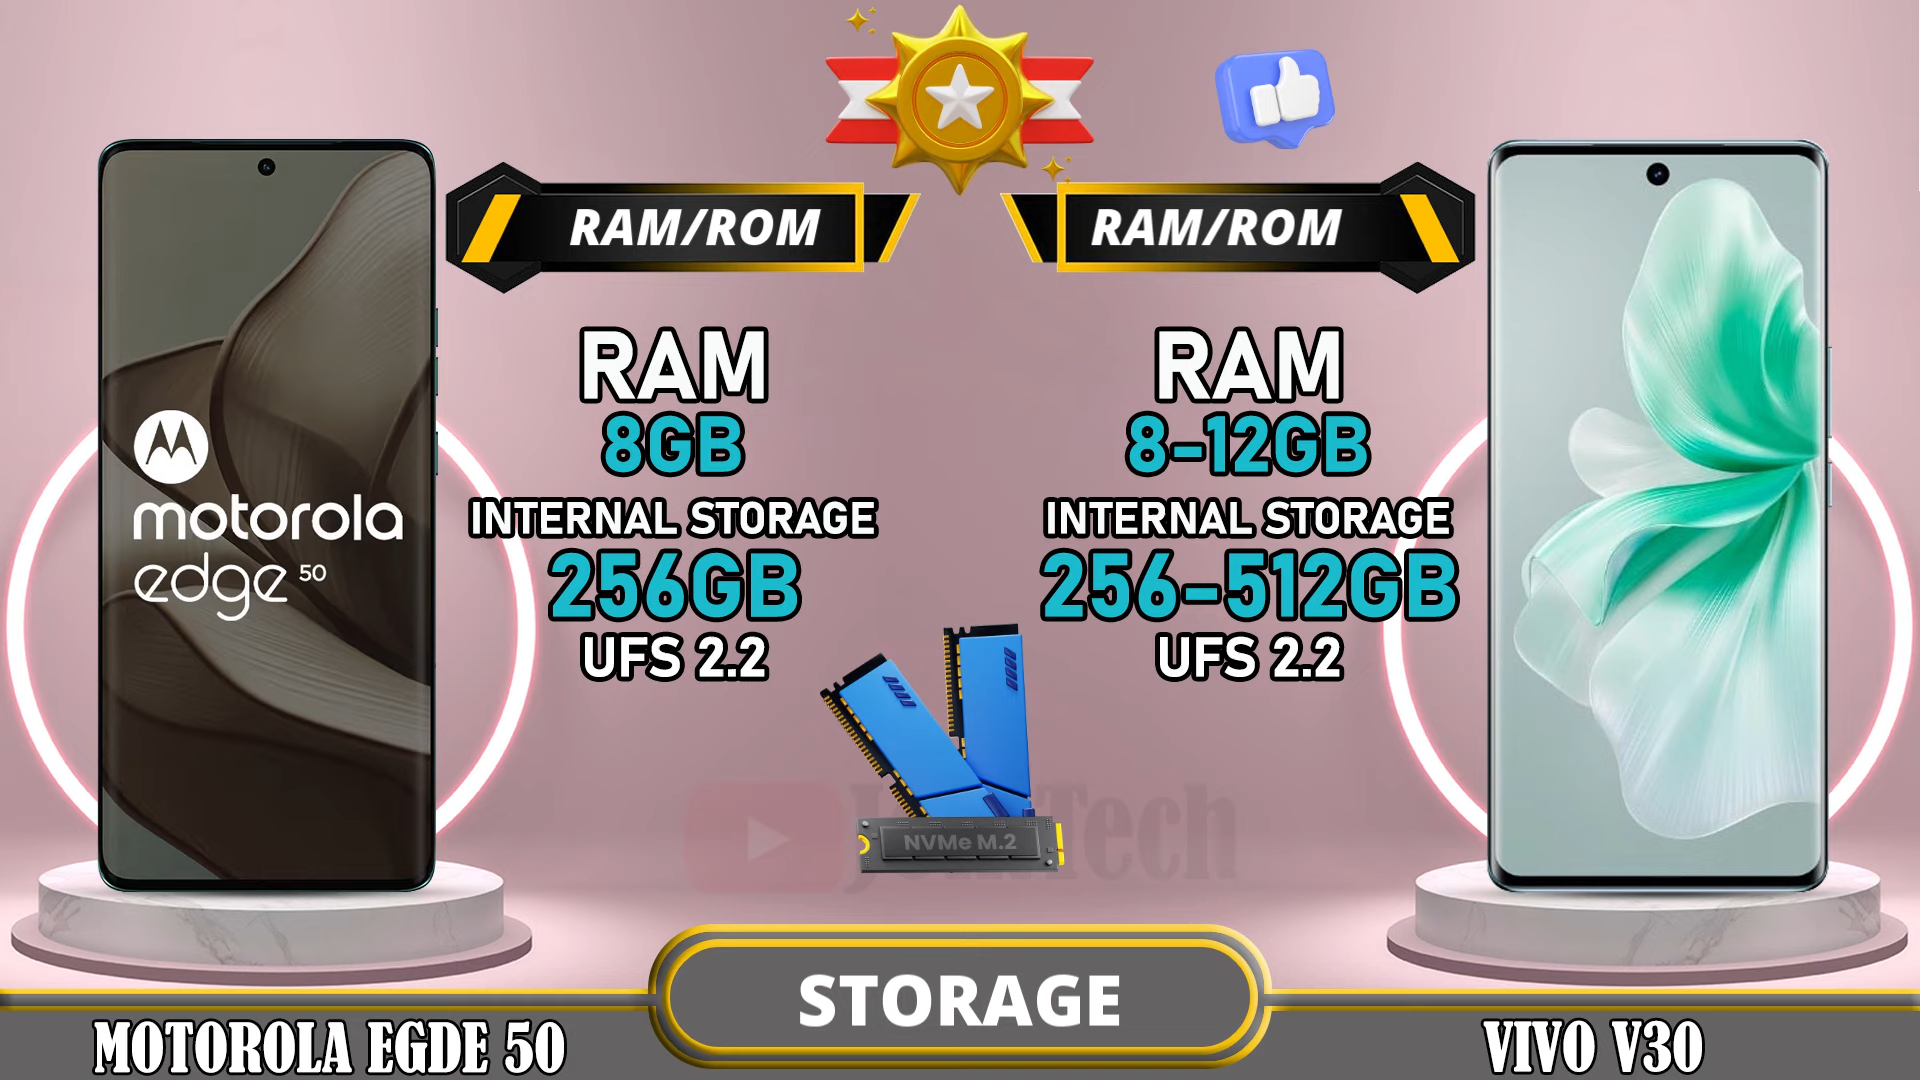 RAM/ROM
RAM/ROM
motorola
edge 50
RAM
8GB
INTERNAL STORAGE
256GB
UFS 2.2
RAM
8-12GB
INTERNAL STORAGE
256-512GB
UFS 2.2
NVMe M.2
Tech
STORAGE
MOTOROLA EGDE 50
VIVO V30